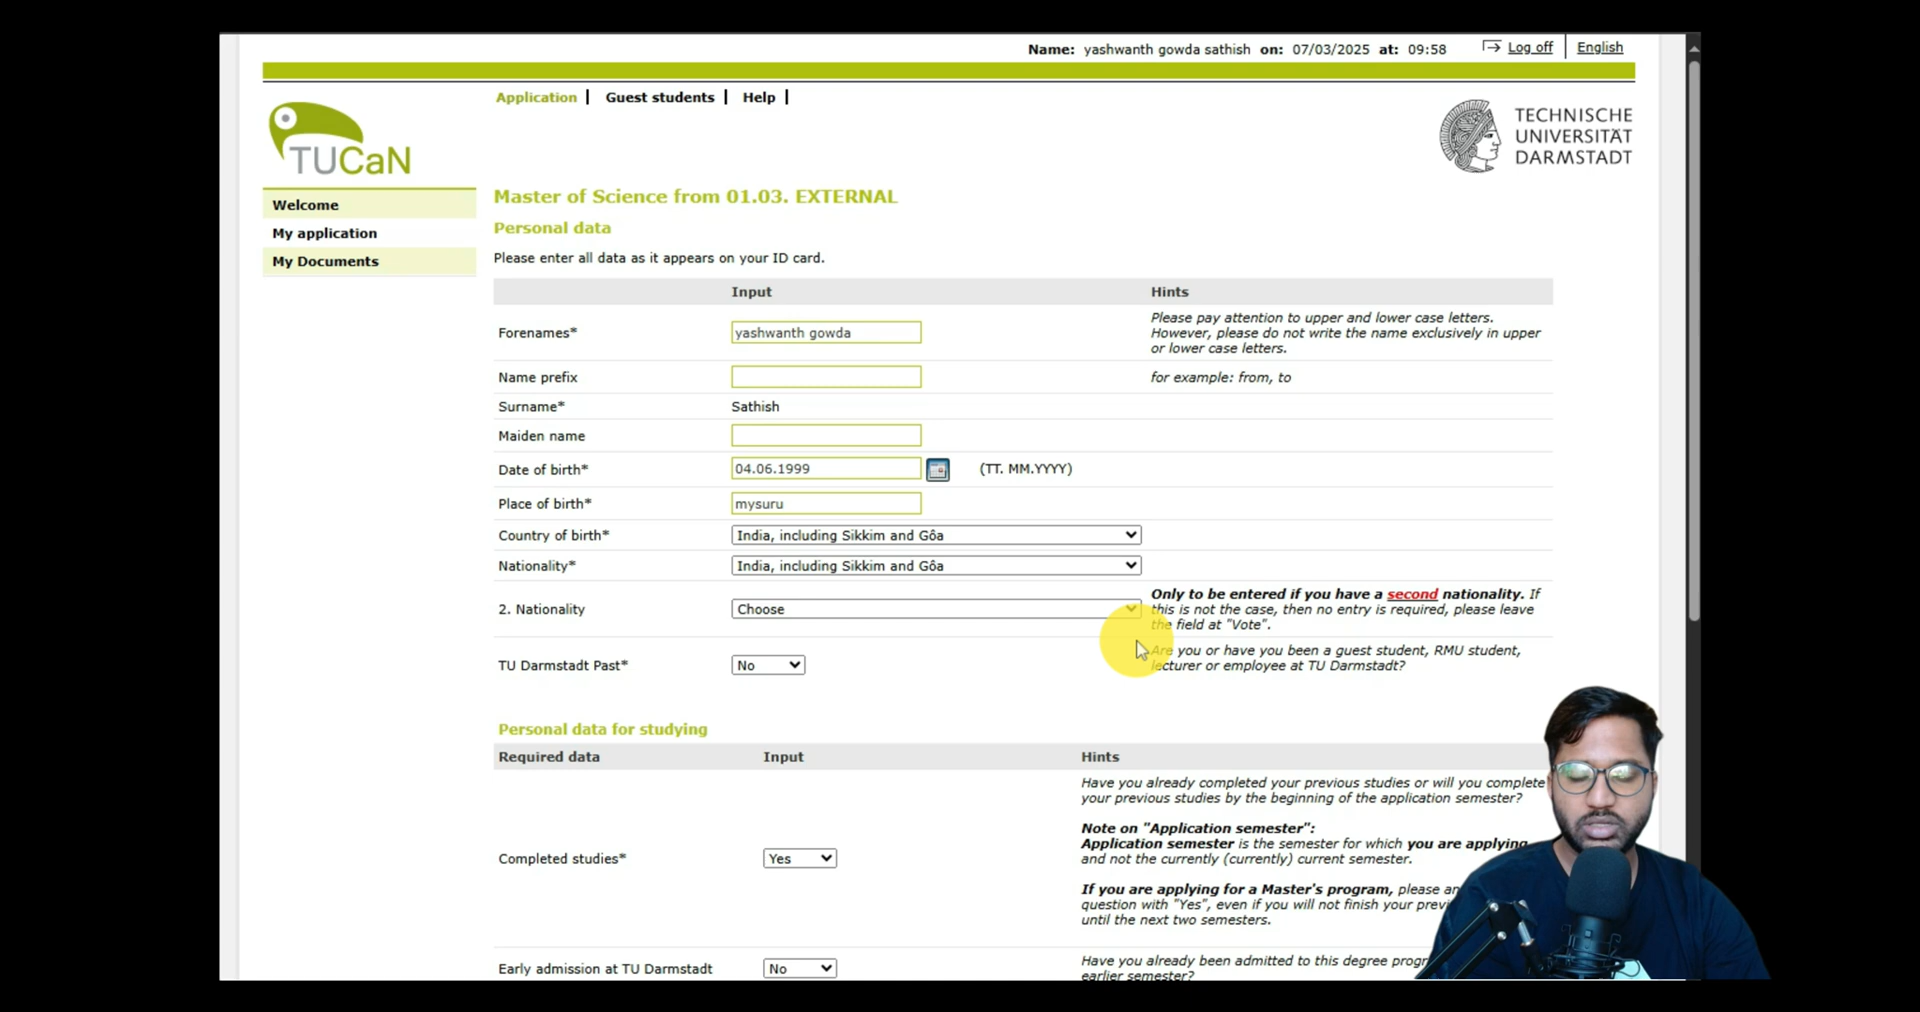 Name: yashwanth gowda sathish on: 07/03/2025 at: 09:58 Log off English
Application Guest students Help
TUCaN
TECHNISCHE
UNIVERSITÄT
DARMSTADT
Welcome
My application
My Documents
Master of Science from 01.03. EXTERNAL
Personal data
Please enter all data as it appears on your ID card.
Input Hints
Forenames* yashwanth gowda
Please pay attention to upper and lower case letters.
However, please do not write the name exclusively in upper
or lower case letters.
Name prefix for example: from, to
Surname* Sathish
Maiden name
Date of birth* 04.06.1999 (TT. MM.YYYY)
Place of birth* mysuru
Country of birth* India, including Sikkim and Gôa
Nationality* India, including Sikkim and Gôa
2. Nationality Choose
Only to be entered if you have a second nationality. If
this is not the case, then no entry is required, please leave
the field at "Vote".
TU Darmstadt Past* No
Are you or have you been a guest student, RMU student,
lecturer or employee at TU Darmstadt?
Personal data for studying
Required data Input Hints
Have you already completed your previous studies or will you complete
your previous studies by the beginning of the application semester?
Note on "Application semester":
Application semester is the semester for which you are applying
and not the currently (currently) current semester.
Completed studies* Yes
If you are applying for a Master's program, please
question with "Yes", even if you will not finish your
until the next two semesters.
Early admission at TU Darmstadt No
Have you already been admitted to this degree
earlier semester?